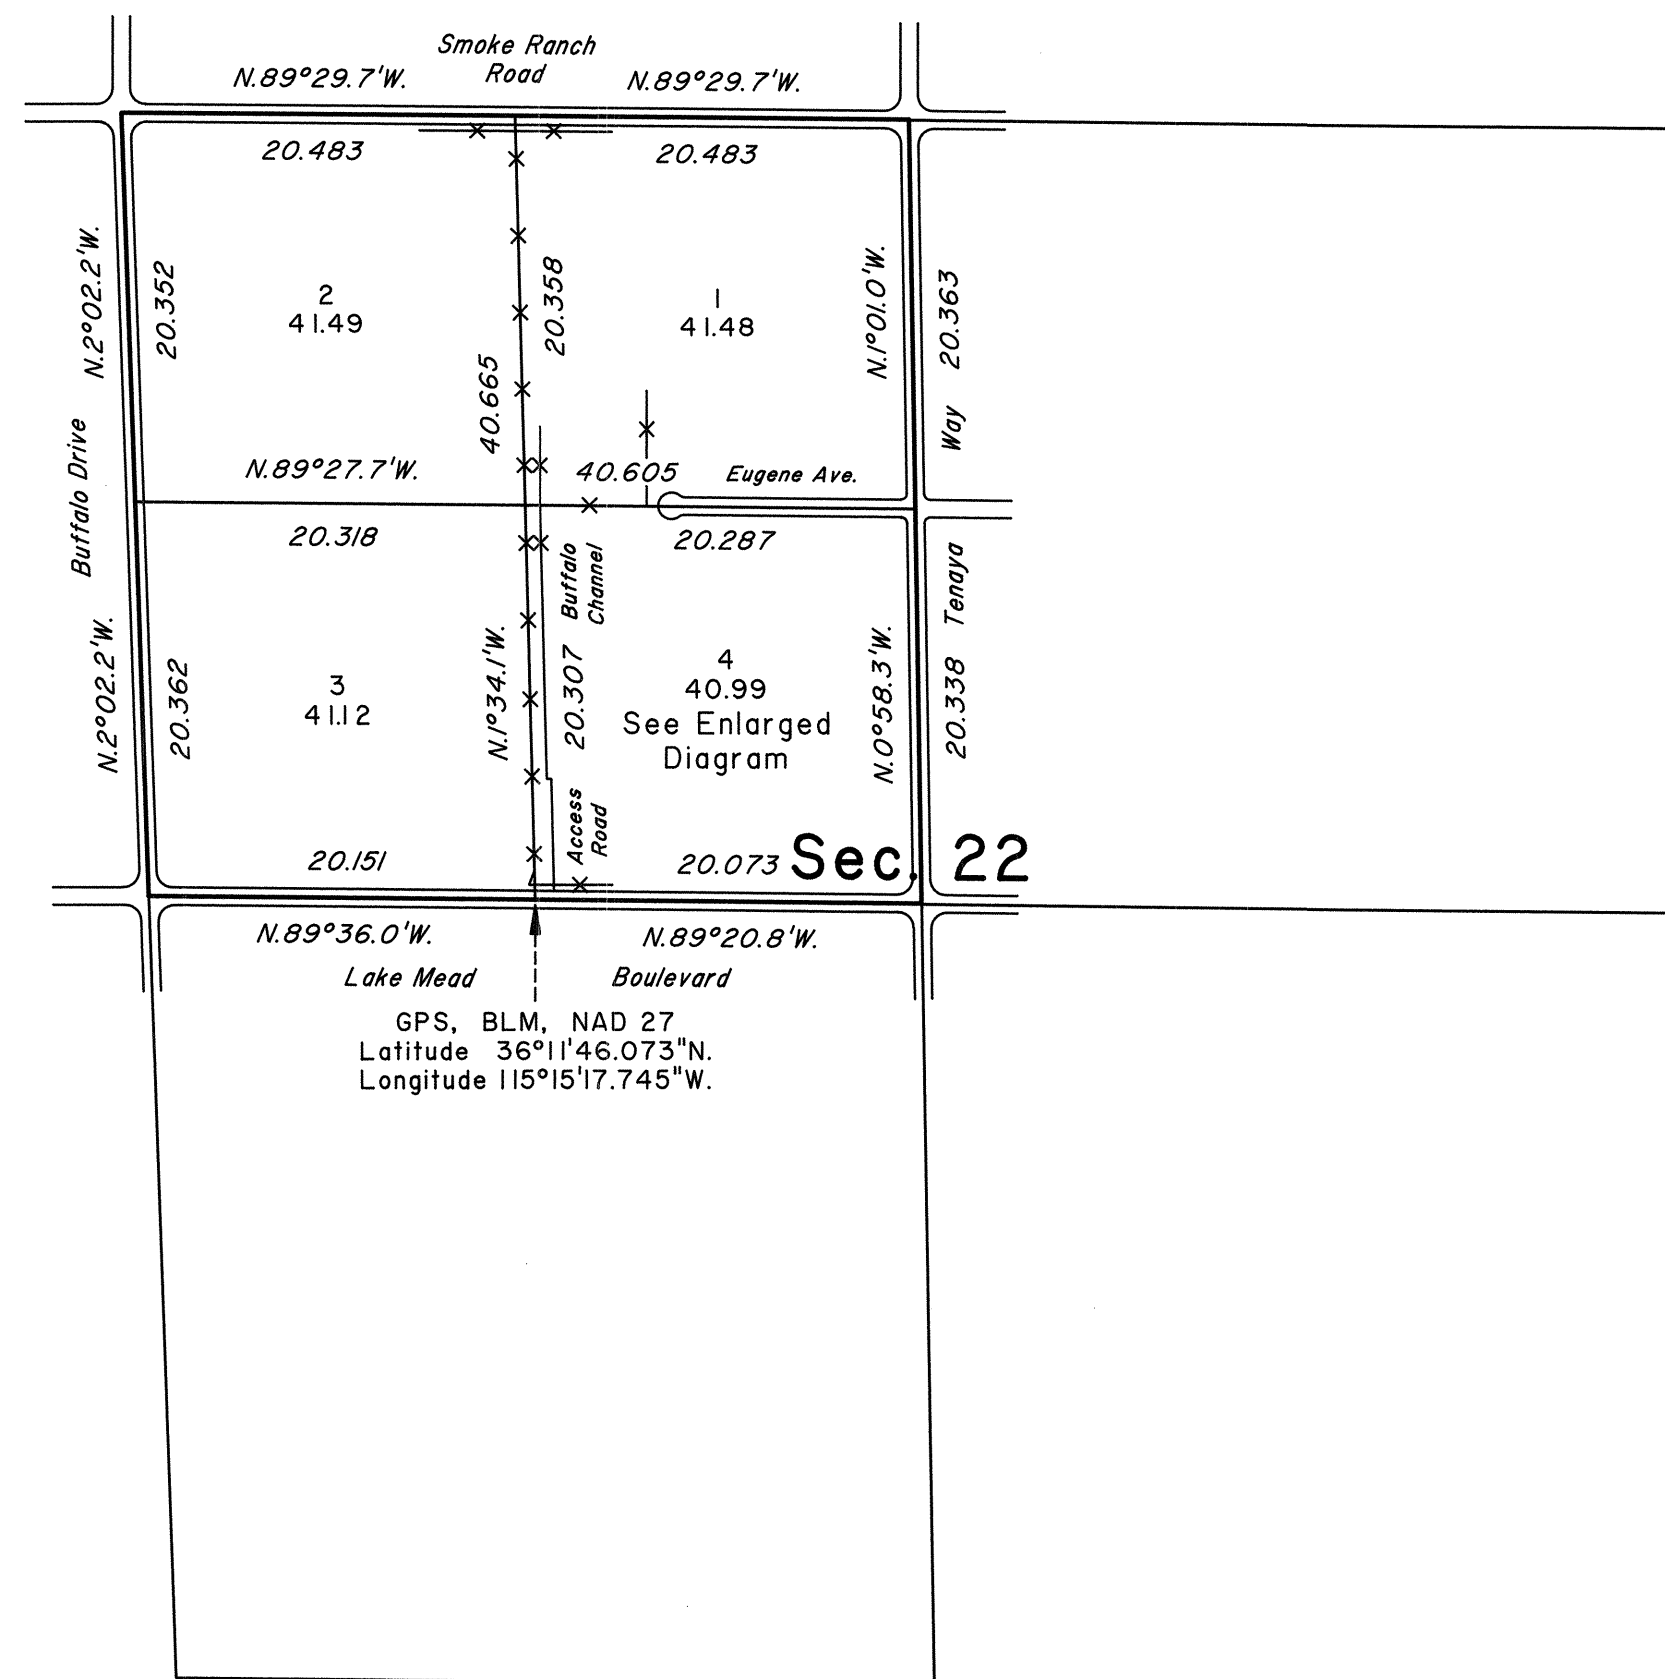 Smoke Ranch
Road
N.89°29.7'W.
N.89°29.7'W.
20.483
20.483
N.2°02.2'W.
20.352
2
41.49
40.665
20.358
1
41.48
N.1°01.0'W.
Way 20.363
Buffalo Drive
N.89°27.7'W.
40.605
Eugene Ave.
20.318
20.287
N.2°02.2'W.
20.362
3
41.12
N.1°34.1'W.
Buffalo
Channel
20.307
4
40.99
See Enlarged
Diagram
N.0°58.3'W.
20.338 Tenaya
Access
Road
20.151
20.073
Sec. 22
N.89°36.0'W.
N.89°20.8'W.
Lake Mead Boulevard
GPS, BLM, NAD 27
Latitude 36°11'46.073"N.
Longitude 115°15'17.745"W.